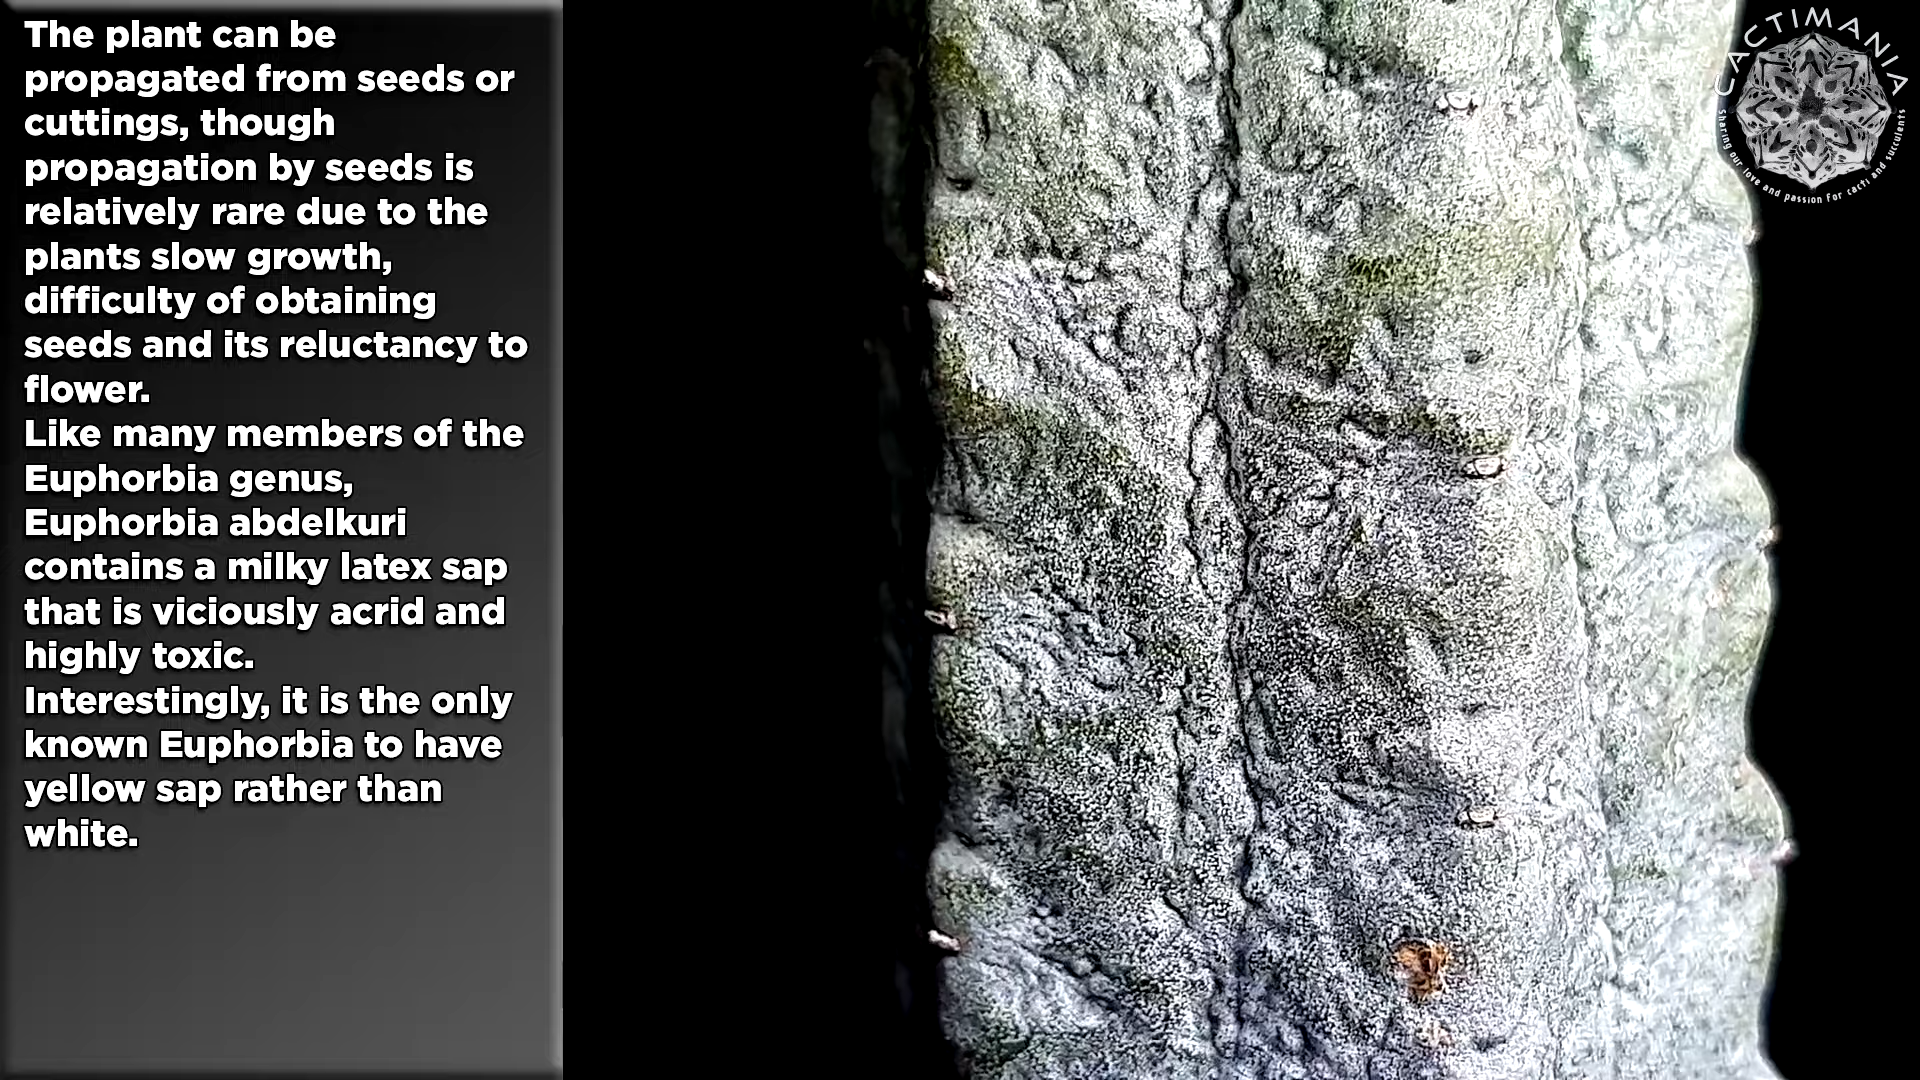 The plant can be
propagated from seeds or
cuttings, though
propagation by seeds is
relatively rare due to the
plants slow growth,
difficulty of obtaining
seeds and its reluctancy to
flower.
Like many members of the
Euphorbia genus,
Euphorbia abdelkuri
contains a milky latex sap
that is viciously acrid and
highly toxic.
Interestingly, it is the only
known Euphorbia to have
yellow sap rather than
white.
CACTIMANIA
sharing our love and passion for cacti and succulents